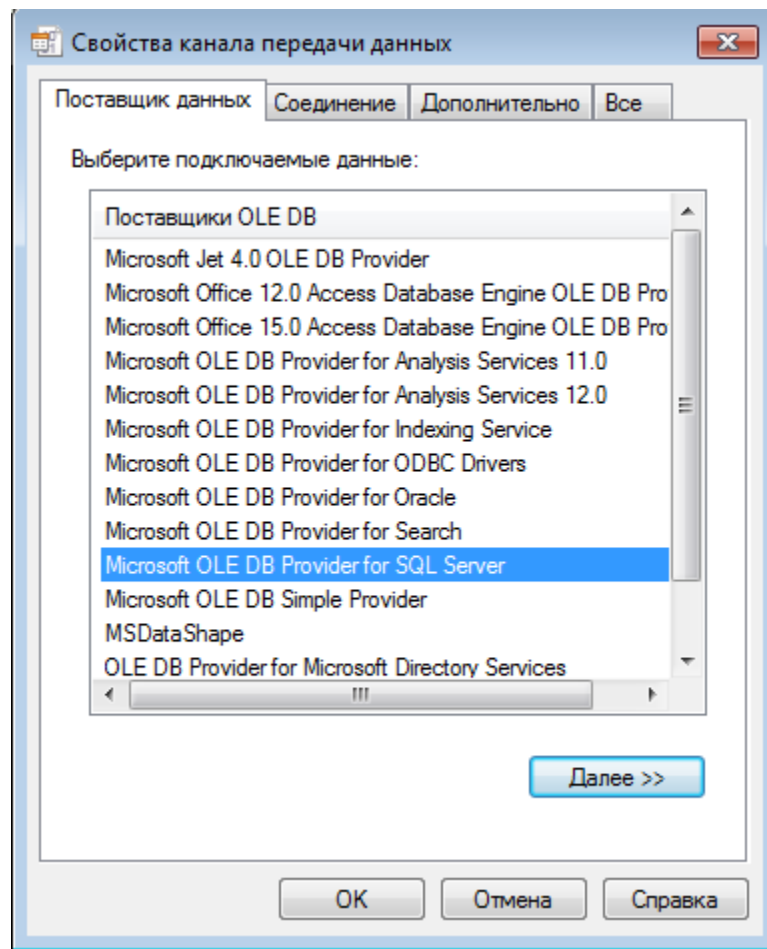 Свойства канала передачи данных
Поставщик данных Соединение Дополнительно Все
Выберите подключаемые данные:
Поставщики OLE DB
Microsoft Jet 4.0 OLE DB Provider
Microsoft Office 12.0 Access Database Engine OLE DB Pro
Microsoft Office 15.0 Access Database Engine OLE DB Pro
Microsoft OLE DB Provider for Analysis Services 11.0
Microsoft OLE DB Provider for Analysis Services 12.0
Microsoft OLE DB Provider for Indexing Service
Microsoft OLE DB Provider for ODBC Drivers
Microsoft OLE DB Provider for Oracle
Microsoft OLE DB Provider for Search
Microsoft OLE DB Provider for SQL Server
Microsoft OLE DB Simple Provider
MSDataShape
OLE DB Provider for Microsoft Directory Services
Далее >>
OK Отмена Справка